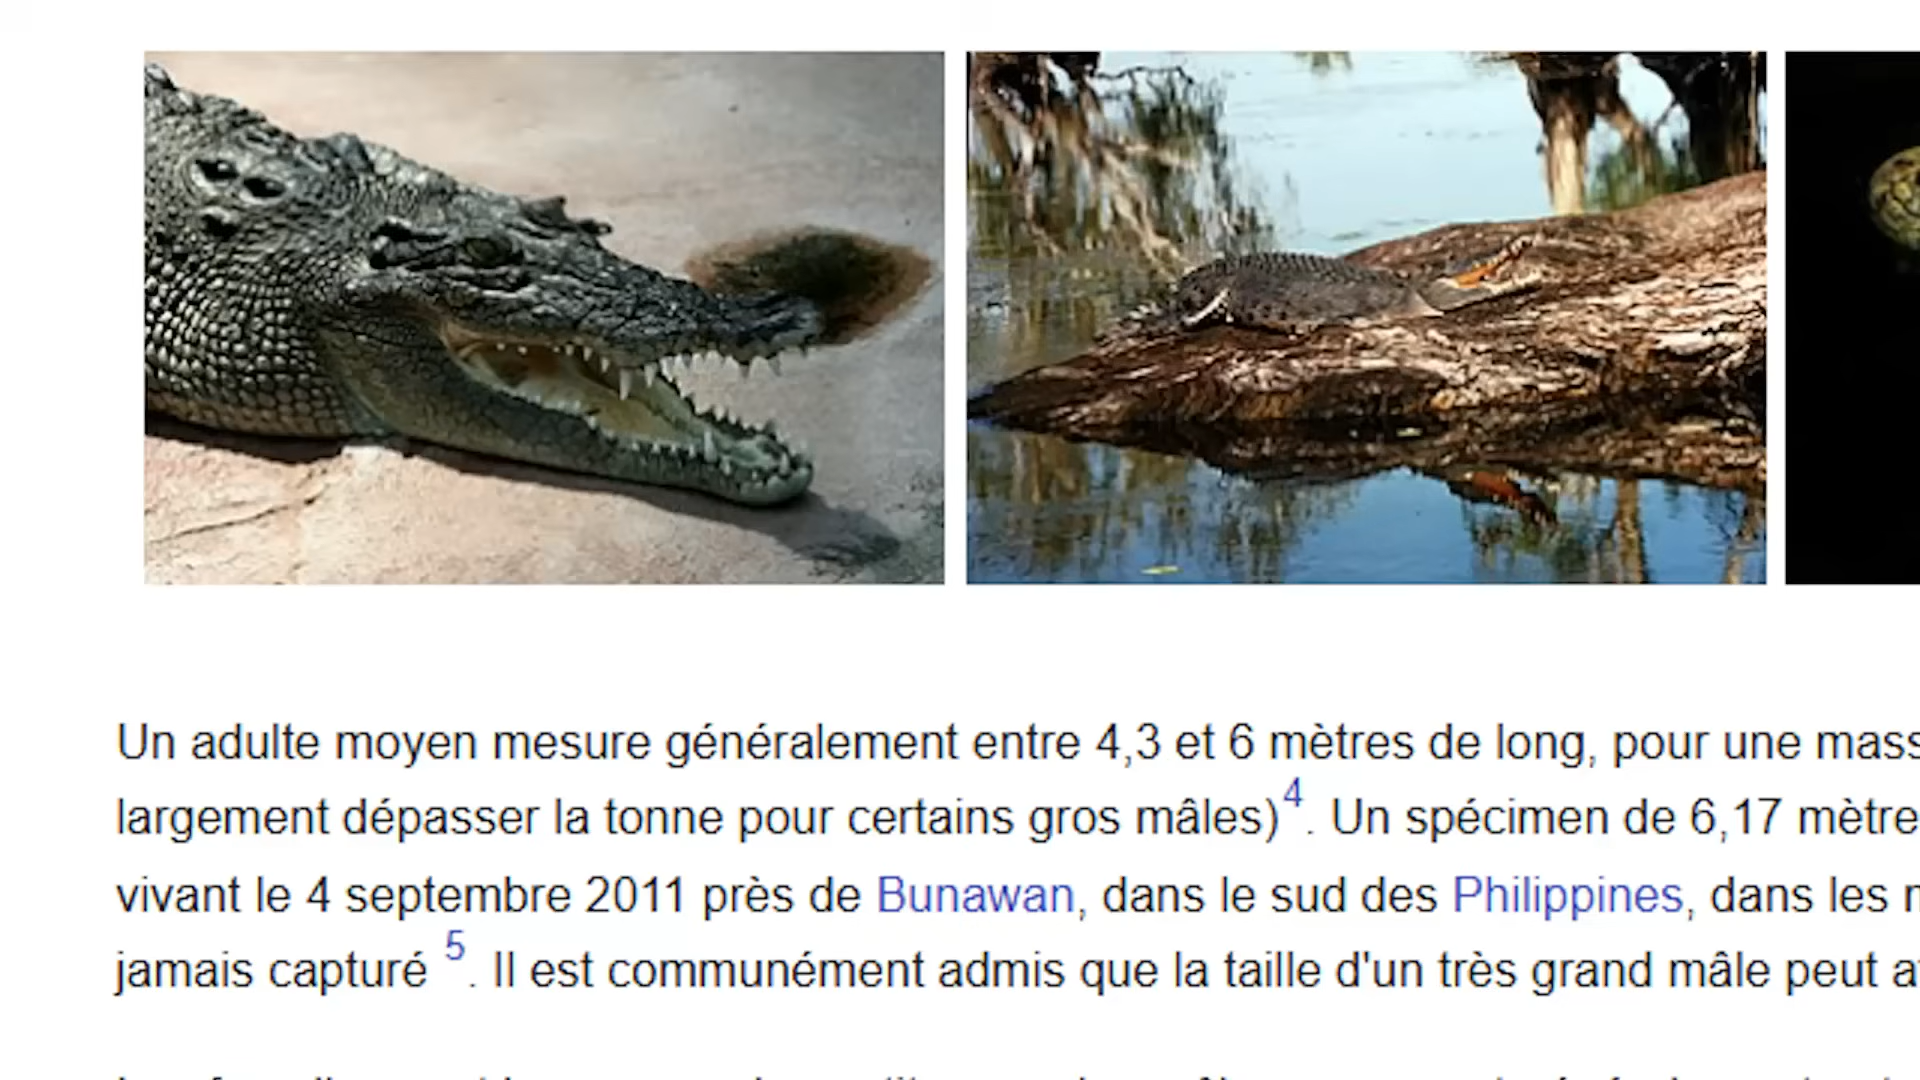 Un adulte moyen mesure généralement entre 4,3 et 6 mètres de long, pour une
largement dépasser la tonne pour certains gros mâles)4. Un spécimen de 6,17
vivant le 4 septembre 2011 près de Bunawan, dans le sud des Philippines, dans les
jamais capturé 5. Il est communément admis que la taille d'un très grand mâle peut